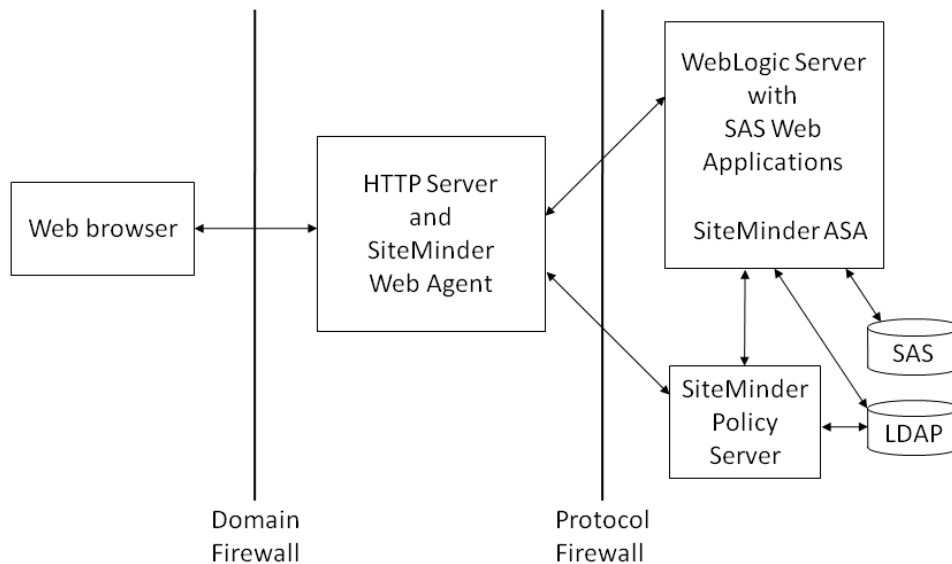 Web browser
HTTP Server
and
SiteMinder
Web Agent
WebLogic Server
with
SAS Web
Applications
SiteMinder ASA
SAS
LDAP
SiteMinder
Policy
Server
Domain
Firewall
Protocol
Firewall